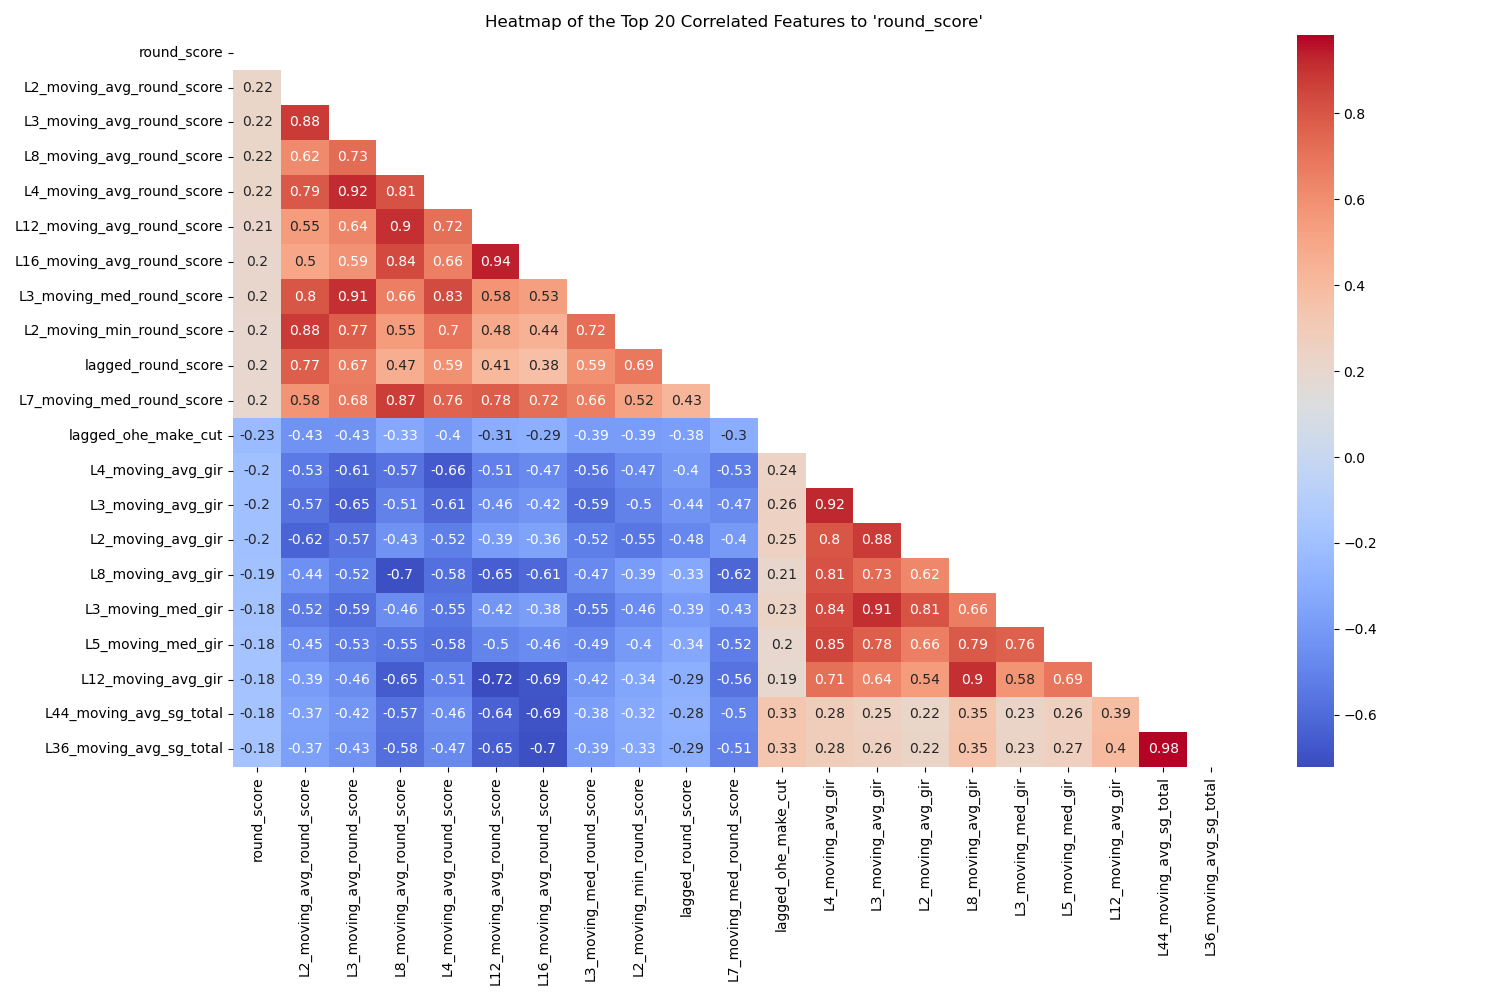 Heatmap of the Top 20 Correlated Features to 'round_score'
round_score
L2_moving_avg_round_score 0.22
L3_moving_avg_round_score 0.22 0.88
L8_moving_avg_round_score 0.22 0.62 0.73
L4_moving_avg_round_score 0.22 0.79 0.92 0.81
L12_moving_avg_round_score 0.21 0.55 0.64 0.9 0.72
L16_moving_avg_round_score 0.2 0.5 0.59 0.84 0.66 0.94
L3_moving_med_round_score 0.2 0.8 0.91 0.66 0.83 0.58 0.53
L2_moving_min_round_score 0.2 0.88 0.77 0.55 0.7 0.48 0.44 0.72
lagged_round_score 0.2 0.77 0.67 0.47 0.59 0.41 0.38 0.59 0.69
L7_moving_med_round_score 0.2 0.58 0.68 0.87 0.76 0.78 0.72 0.66 0.52 0.43
lagged_ohe_make_cut -0.23 -0.43 -0.43 -0.33 -0.4 -0.31 -0.29 -0.39 -0.39 -0.38 -0.3
L4_moving_avg_gir -0.2 -0.53 -0.61 -0.57 -0.66 -0.51 -0.47 -0.56 -0.47 -0.4 -0.53 0.24
L3_moving_avg_gir -0.2 -0.57 -0.65 -0.51 -0.61 -0.46 -0.42 -0.59 -0.5 -0.44 -0.47 0.26 0.92
L2_moving_avg_gir -0.2 -0.62 -0.57 -0.43 -0.52 -0.39 -0.36 -0.52 -0.55 -0.48 -0.4 0.25 0.8 0.88
L8_moving_avg_gir -0.19 -0.44 -0.52 -0.7 -0.58 -0.65 -0.61 -0.47 -0.39 -0.33 -0.62 0.21 0.81 0.73 0.62
L3_moving_med_gir -0.18 -0.52 -0.59 -0.46 -0.55 -0.42 -0.38 -0.55 -0.46 -0.39 -0.43 0.23 0.84 0.91 0.81 0.66
L5_moving_med_gir -0.18 -0.45 -0.53 -0.55 -0.58 -0.5 -0.46 -0.49 -0.4 -0.34 -0.52 0.2 0.85 0.78 0.66 0.79 0.76
L12_moving_avg_gir -0.18 -0.39 -0.46 -0.65 -0.51 -0.72 -0.69 -0.42 -0.34 -0.29 -0.56 0.19 0.71 0.64 0.54 0.9 0.58 0.69
L44_moving_avg_sg_total -0.18 -0.37 -0.42 -0.57 -0.46 -0.64 -0.69 -0.38 -0.32 -0.28 -0.5 0.33 0.28 0.25 0.22 0.35 0.23 0.26 0.39
L36_moving_avg_sg_total -0.18 -0.37 -0.43 -0.58 -0.47 -0.65 -0.7 -0.39 -0.33 -0.29 -0.51 0.33 0.28 0.26 0.22 0.35 0.23 0.27 0.4 0.98
round_score
L2_moving_avg_round_score
L3_moving_avg_round_score
L8_moving_avg_round_score
L4_moving_avg_round_score
L12_moving_avg_round_score
L16_moving_avg_round_score
L3_moving_med_round_score
L2_moving_min_round_score
lagged_round_score
L7_moving_med_round_score
lagged_ohe_make_cut
L4_moving_avg_gir
L3_moving_avg_gir
L2_moving_avg_gir
L8_moving_avg_gir
L3_moving_med_gir
L5_moving_med_gir
L12_moving_avg_gir
L44_moving_avg_sg_total
L36_moving_avg_sg_total
0.8
0.6
0.4
0.2
0.0
−0.2
−0.4
−0.6